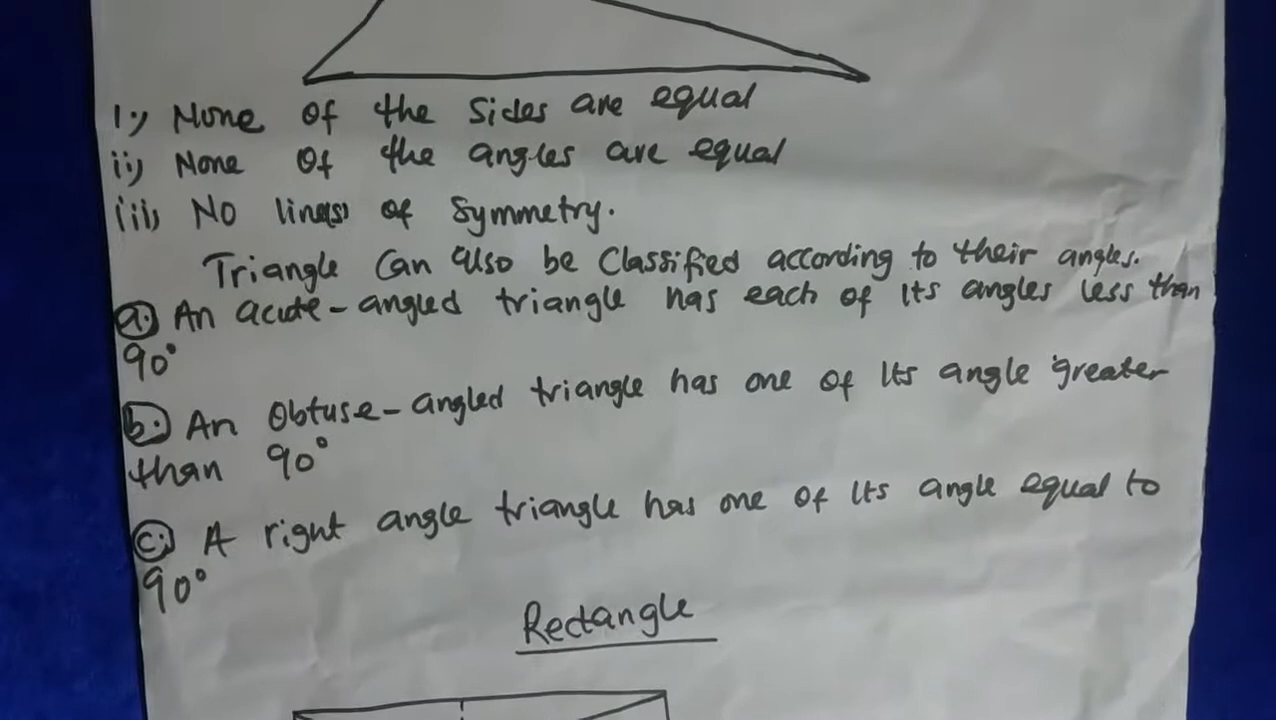 i.) None of the Sides are equal
ii) None of the angles are equal
iii) No line(s) of Symmetry.
Triangle Can also be Classified according to their angles.
a. An acute-angled triangle has each of its angles less than
90°
b. An Obtuse-angled triangle has one of Its angle greater
than 90°
c. A right angle triangle has one of Its angle equal to
90°
Rectangle